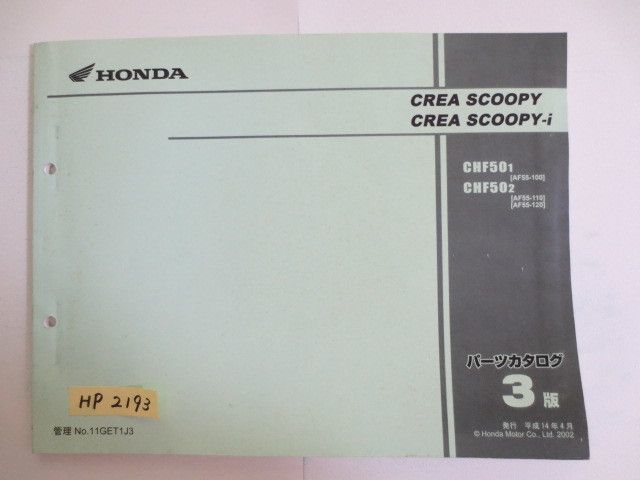 HONDA
CREA SCOOPY
CREA SCOOPY-i
CHF501
[AF55-100]
CHF502
[AF55-110]
[AF55-120]
パーツカタログ
3版
発行 平成14年4月
© Honda Motor Co., Ltd. 2002
HP 2193
管理 No.11GET1J3